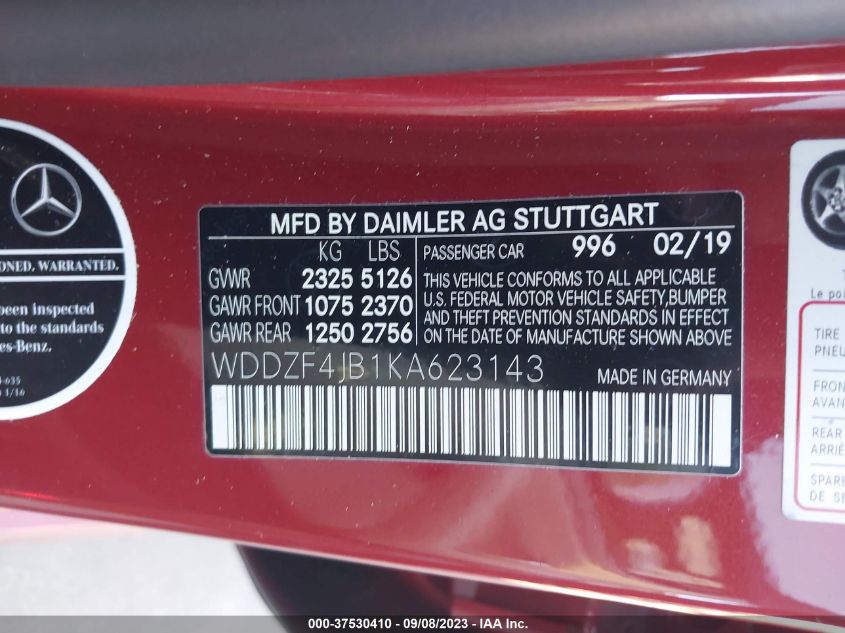 ONED. WARRANTED.
been inspected
to the standards
es-Benz.
MFD BY DAIMLER AG STUTTGART
KG LBS
GVWR 2325 5126
GAWR FRONT 1075 2370
GAWR REAR 1250 2756
PASSENGER CAR 996 02/19
THIS VEHICLE CONFORMS TO ALL APPLICABLE
U.S. FEDERAL MOTOR VEHICLE SAFETY,BUMPER
AND THEFT PREVENTION STANDARDS IN EFFECT
ON THE DATE OF MANUFACTURE SHOWN ABOVE
WDDZF4JB1KA623143 MADE IN GERMANY
Le po
TIRE
PNEU
FRON
AVAN
REAR
ARRIÈ
SPARE
DE SE
000-37530410 - 09/08/2023 - IAA Inc.